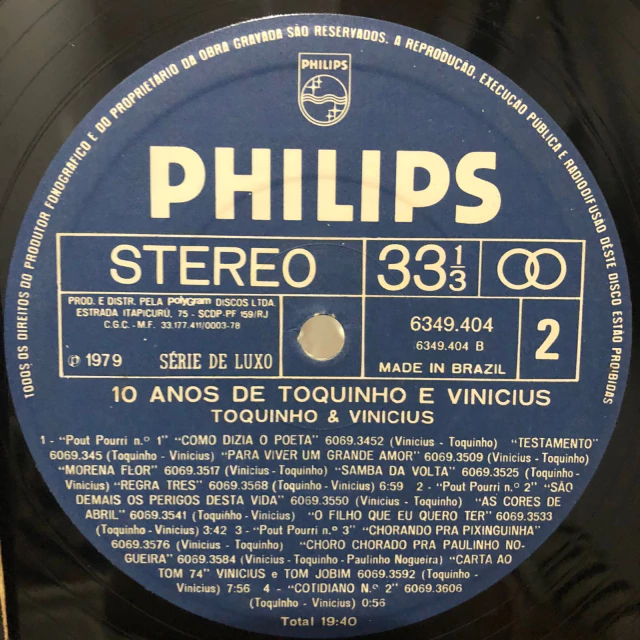 TODOS OS DIREITOS DO PRODUTOR FONOGRÁFICO E DO PROPRIETÁRIO DA OBRA GRAVADA SÃO RESERVADOS. A REPRODUÇÃO, EXECUÇÃO PÚBLICA E RADIODIFUSÃO DÊSTE DISCO ESTÃO PROIBIDAS
PHILIPS
PHILIPS
STEREO
33 1/3
PROD. E DISTR. PELA PolyGram DISCOS LTDA.
ESTRADA ITAPICURÚ, 75 - SCDP-PF 159/RJ
C.G.C. - M.F. 33.177.411/0003-78
℗ 1979 SÉRIE DE LUXO
6349.404
6349.404 B
MADE IN BRAZIL
2
10 ANOS DE TOQUINHO E VINICIUS
TOQUINHO & VINICIUS
1 - "Pout Pourri n.º 1" "COMO DIZIA O POETA" 6069.3452 (Vinicius - Toquinho) "TESTAMENTO"
6069.345 (Toquinho - Vinicius) "PARA VIVER UM GRANDE AMOR" 6069.3509 (Vinicius - Toquinho)
"MORENA FLOR" 6069.3517 (Vinicius - Toquinho) "SAMBA DA VOLTA" 6069.3525 (Toquinho -
Vinicius) "REGRA TRES" 6069.3568 (Toquinho - Vinicius) 6:59 2 - "Pout Pourri n.º 2" "SÃO
DEMAIS OS PERIGOS DESTA VIDA" 6069.3550 (Vinicius - Toquinho) "AS CORES DE
ABRIL" 6069.3541 (Toquinho - Vinicius) "O FILHO QUE EU QUERO TER" 6069.3533
(Toquinho - Vinicius) 3:42 3 - "Pout Pourri n.º 3" "CHORANDO PRA PIXINGUINHA"
6069.3576 (Vinicius - Toquinho) "CHORO CHORADO PRA PAULINHO NO-
GUEIRA" 6069.3584 (Vinicius - Toquinho - Paulinho Nogueira) "CARTA AO
TOM 74" VINICIUS e TOM JOBIM 6069.3592 (Toquinho -
Vinicius) 7:56 4 - "COTIDIANO N.º 2" 6069.3606
(Toquinho - Vinicius) 0:56
Total 19:40